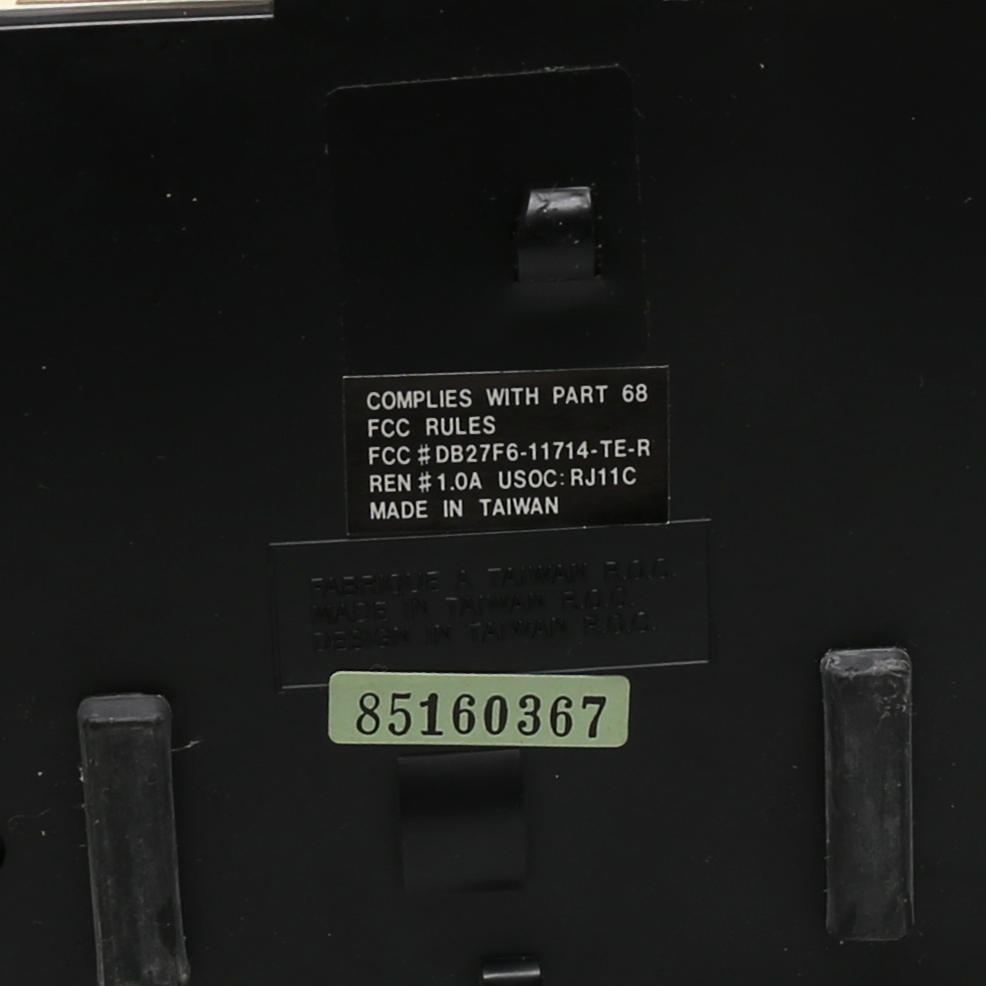 COMPLIES WITH PART 68
FCC RULES
FCC #DB27F6-11714-TE-R
REN #1.0A USOC: RJ11C
MADE IN TAIWAN
FABRIQUE A TAIWAN R.O.C.
MADE IN TAIWAN R.O.C.
DESIGN IN TAIWAN R.O.C.
85160367